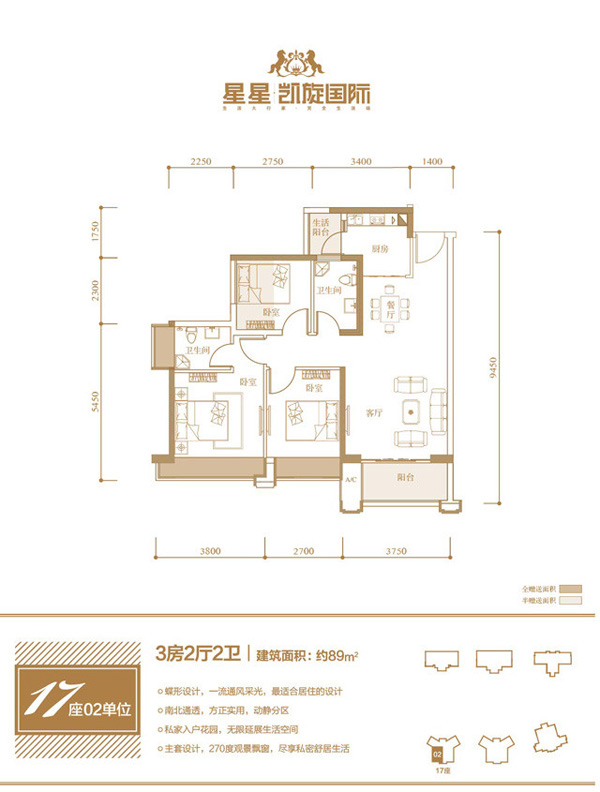 星星·凯旋国际
2250 2750 3400 1400
1750
2300
5450
9450
生活
阳台
厨房
卫生间
卧室
餐厅
卫生间
卧室
卧室
客厅
A/C
阳台
3800 2700 3750
全赠送面积
半赠送面积
17座02单位
3房2厅2卫 | 建筑面积：约89m²
蝶形设计，一流通风采光，最适合居住的设计
南北通透，方正实用，动静分区
私家入户花园，无限延展生活空间
主套设计，270度观景飘窗，尽享私密舒居生活
02
17座